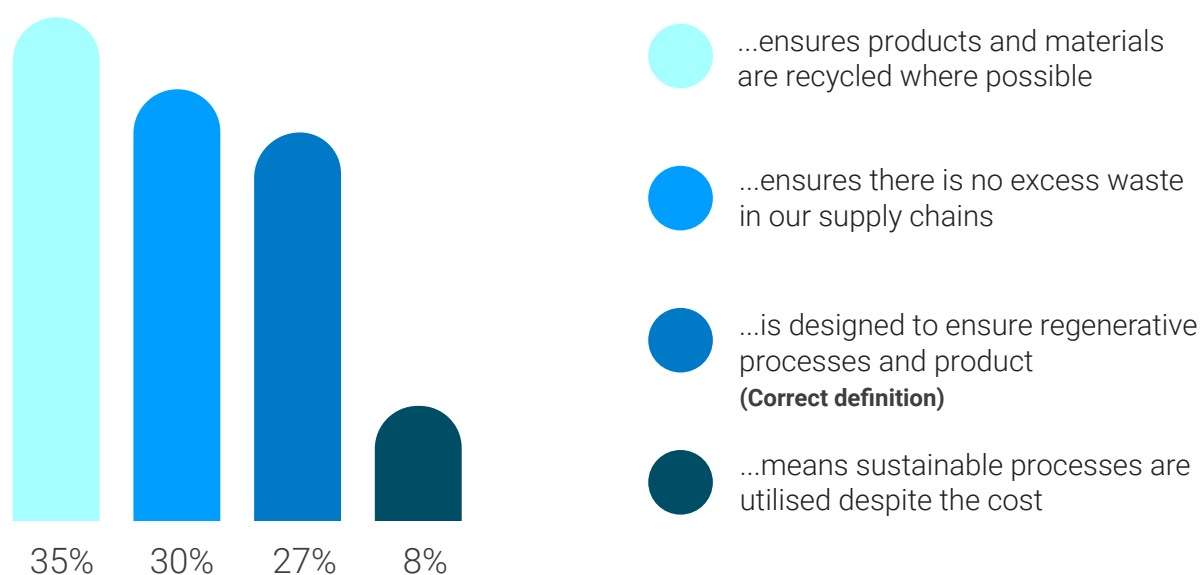 ...ensures products and materials
are recycled where possible
...ensures there is no excess waste
in our supply chains
...is designed to ensure regenerative
processes and product
(Correct definition)
...means sustainable processes are
utilised despite the cost
35%
30%
27%
8%